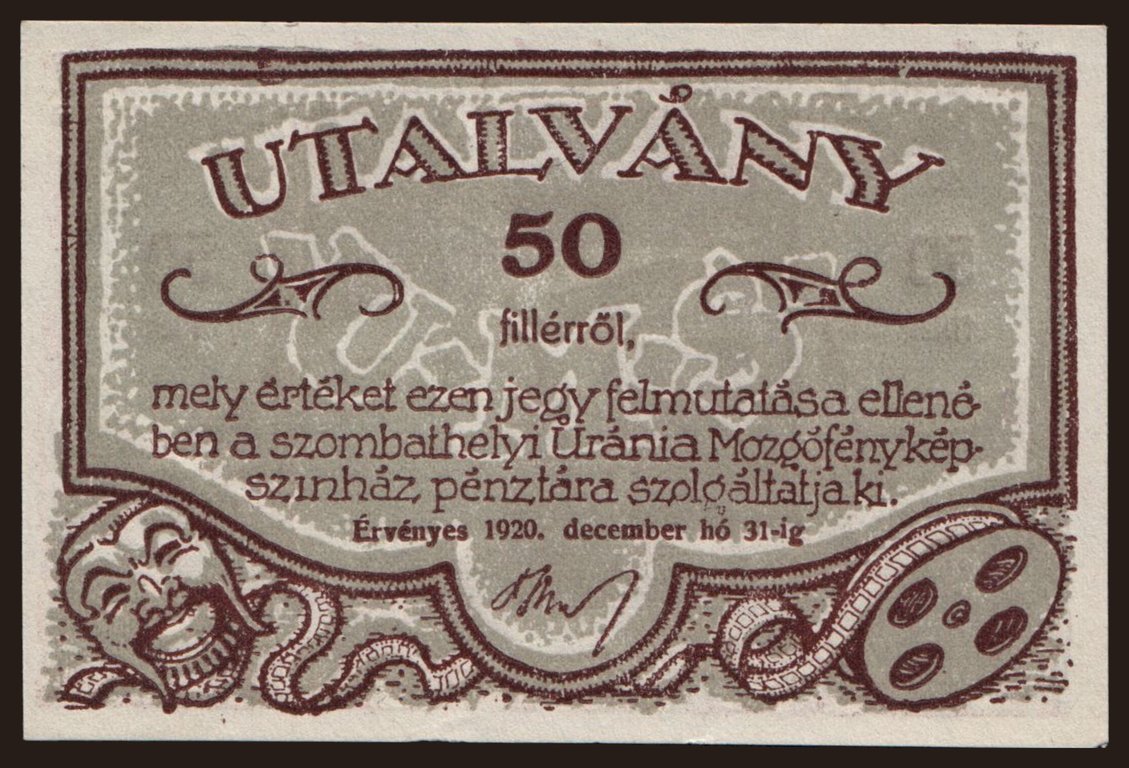 UTALVÁNY
50
fillérről,
mely értéket ezen jegy felmutatása ellené-
ben a szombathelyi Uránia Mozgófénykép-
szinház pénztára szolgáltatja ki.
Érvényes 1920. december hó 31-ig